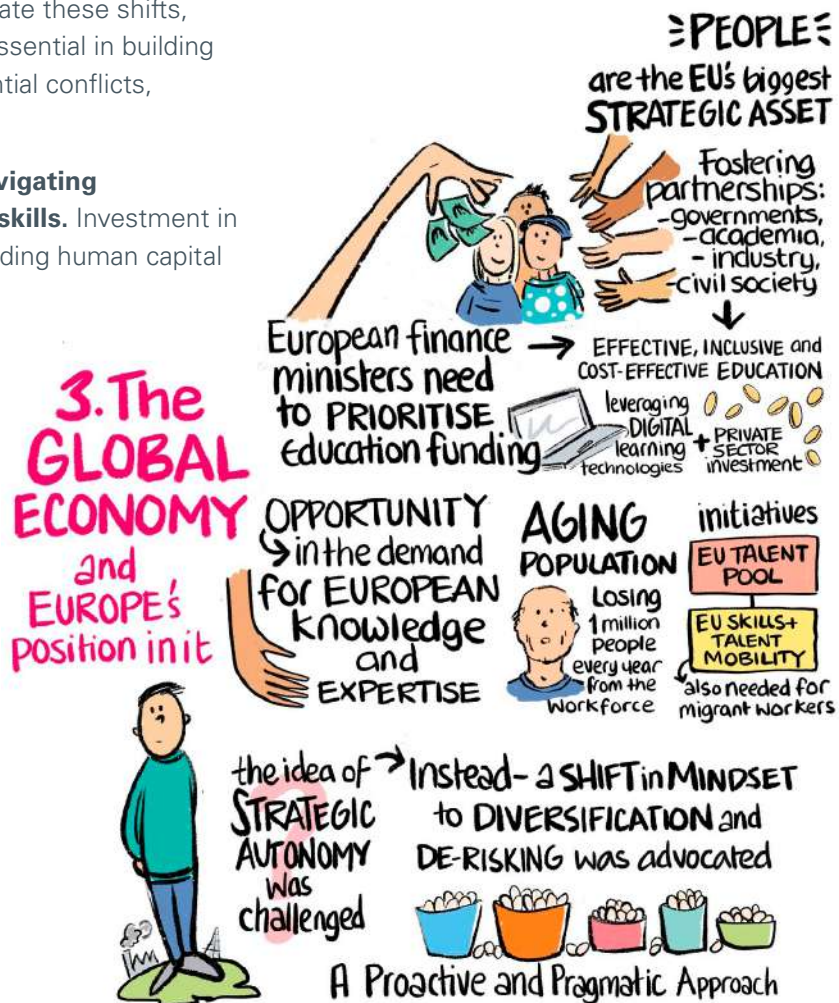 ate these shifts,
ssential in building
ntial conflicts,
vigating
skills. Investment in
ding human capital
PEOPLE
are the EU's biggest
STRATEGIC ASSET
Fostering
partnerships:
-governments,
-academia,
- industry,
-civil society
European finance
ministers need
to PRIORITISE
Education funding
EFFECTIVE, INCLUSIVE and
COST-EFFECTIVE EDUCATION
leveraging
DIGITAL
learning
technologies
+ PRIVATE
SECTOR
investment
3. The
GLOBAL
ECONOMY
and
EUROPE's
position in it
OPPORTUNITY
in the demand
for EUROPEAN
knowledge
and
EXPERTISE
AGING
POPULATION
Losing
1 million
people
every year
from the
workforce
initiatives
EU TALENT
POOL
EU SKILLS+
TALENT
MOBILITY
also needed for
migrant workers
the idea of
STRATEGIC
AUTONOMY
was
challenged
?
Instead- a SHIFT in MINDSET
to DIVERSIFICATION and
DE-RISKING was advocated
A Proactive and Pragmatic Approach